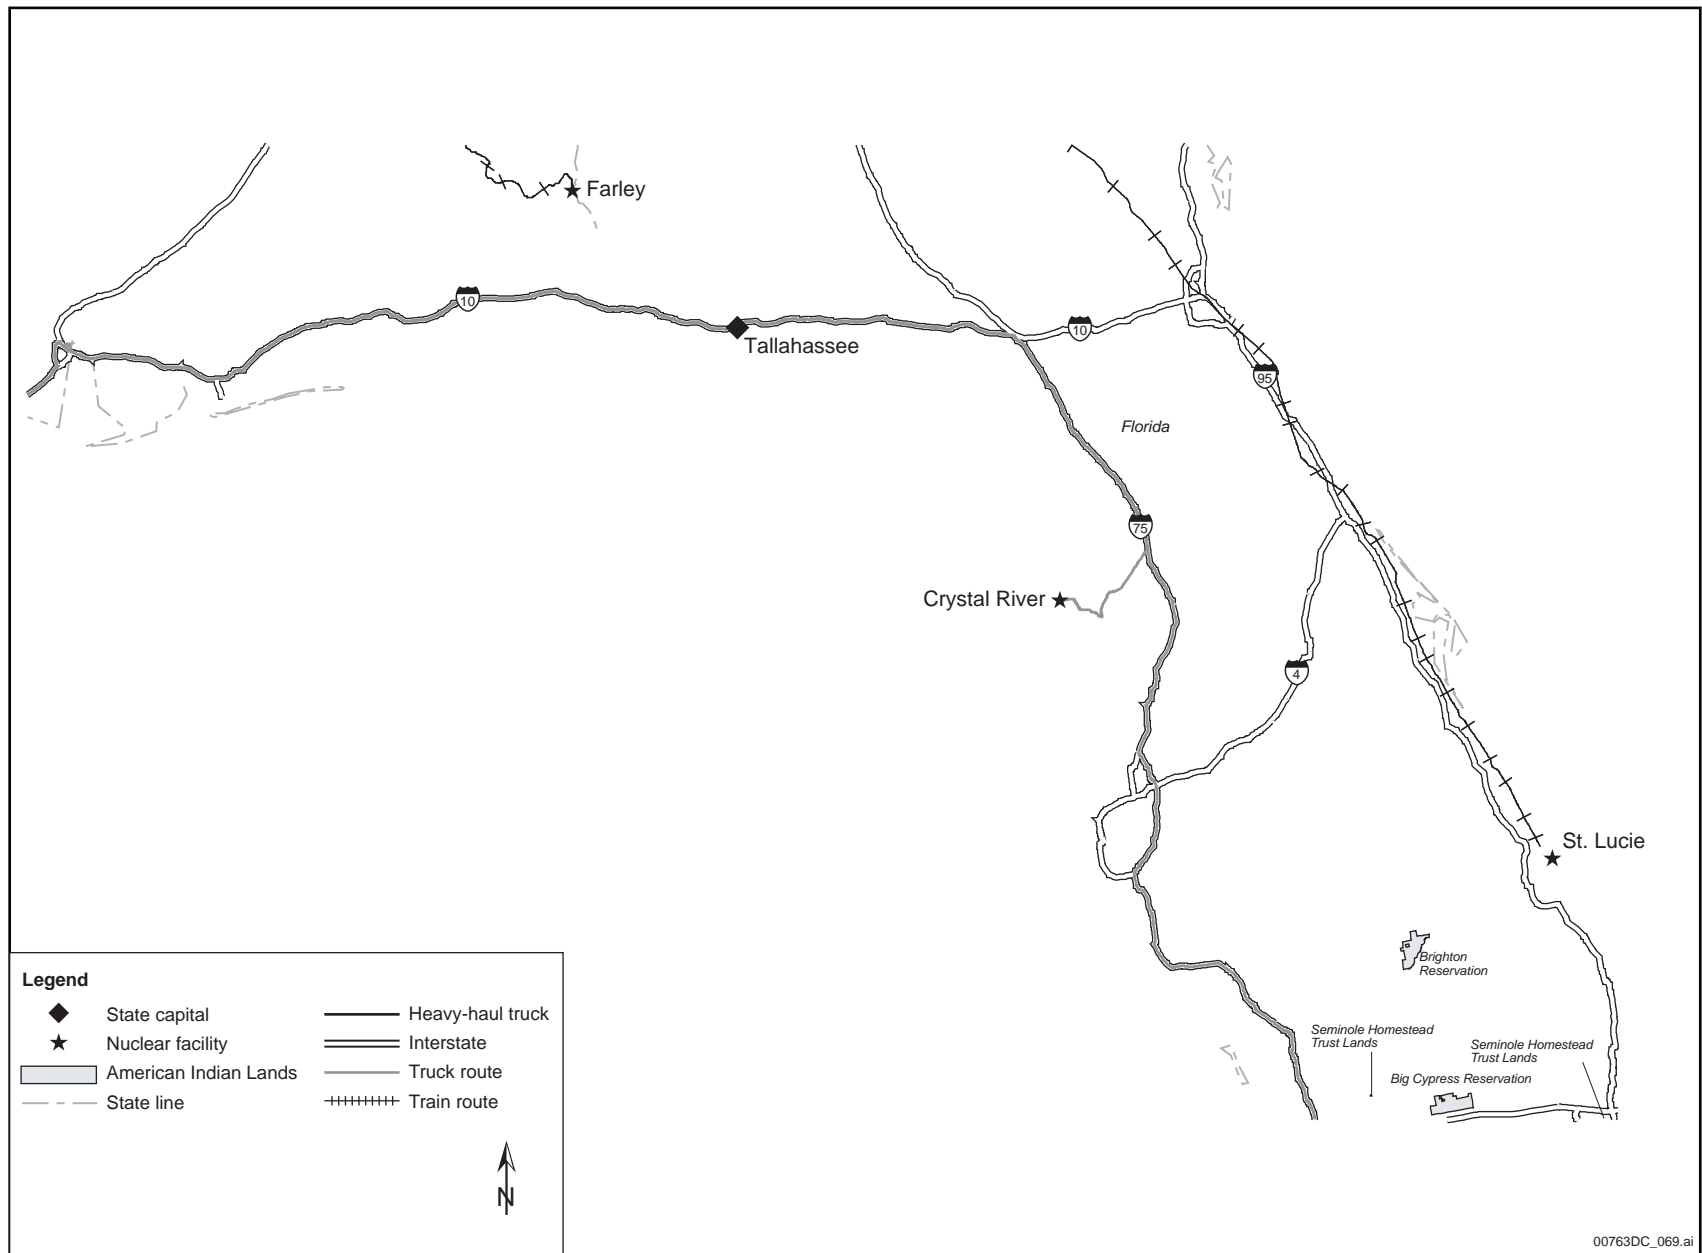 Farley
10
Tallahassee
10
95
Florida
75
Crystal River
4
St. Lucie
Brighton
Reservation
Seminole Homestead
Trust Lands
Seminole Homestead
Trust Lands
Big Cypress Reservation
Legend
State capital
Nuclear facility
American Indian Lands
State line
Heavy-haul truck
Interstate
Truck route
Train route
N
00763DC_069.ai